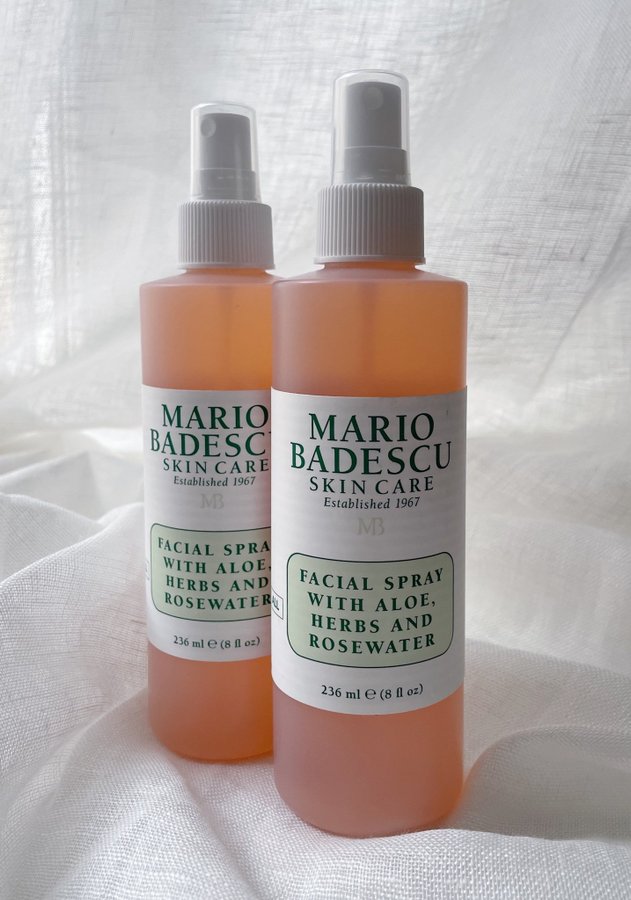 MARIO
BADESCU
SKIN CARE
Established 1967
MB
FACIAL SPRAY
WITH ALOE,
HERBS AND
ROSEWATER
236 ml ℮ (8 fl oz)
MARIO
BADESCU
SKIN CARE
Established 1967
MB
FACIAL SPRAY
WITH ALOE,
HERBS AND
ROSEWATER
236 ml ℮ (8 fl oz)